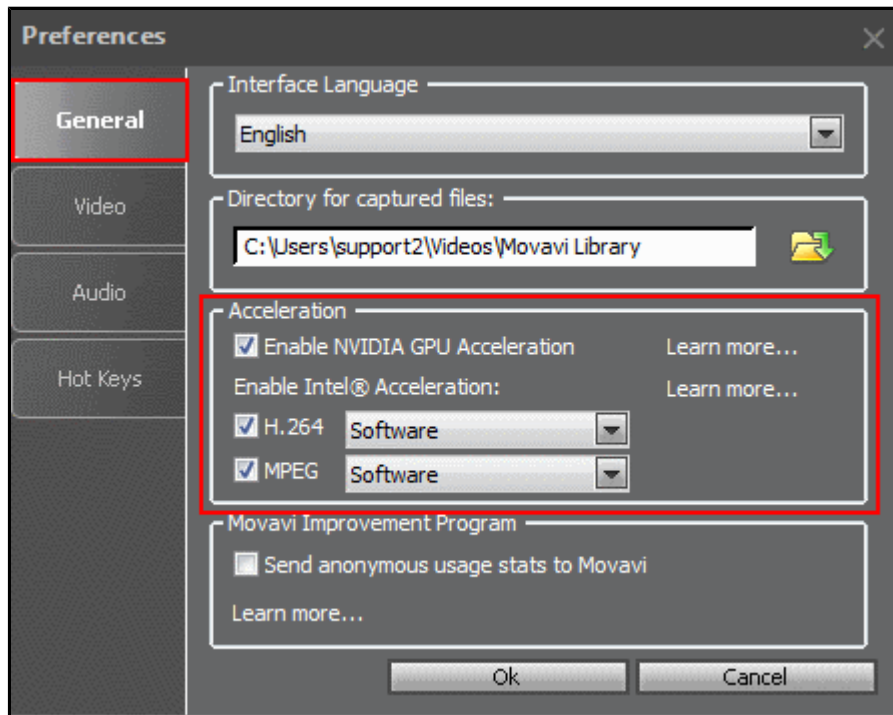 Preferences
General
Video
Audio
Hot Keys
Interface Language
English
Directory for captured files:
C:\Users\support2\Videos\Movavi Library
Acceleration
Enable NVIDIA GPU Acceleration Learn more...
Enable Intel® Acceleration: Learn more...
H.264 Software
MPEG Software
Movavi Improvement Program
Send anonymous usage stats to Movavi
Learn more...
Ok Cancel